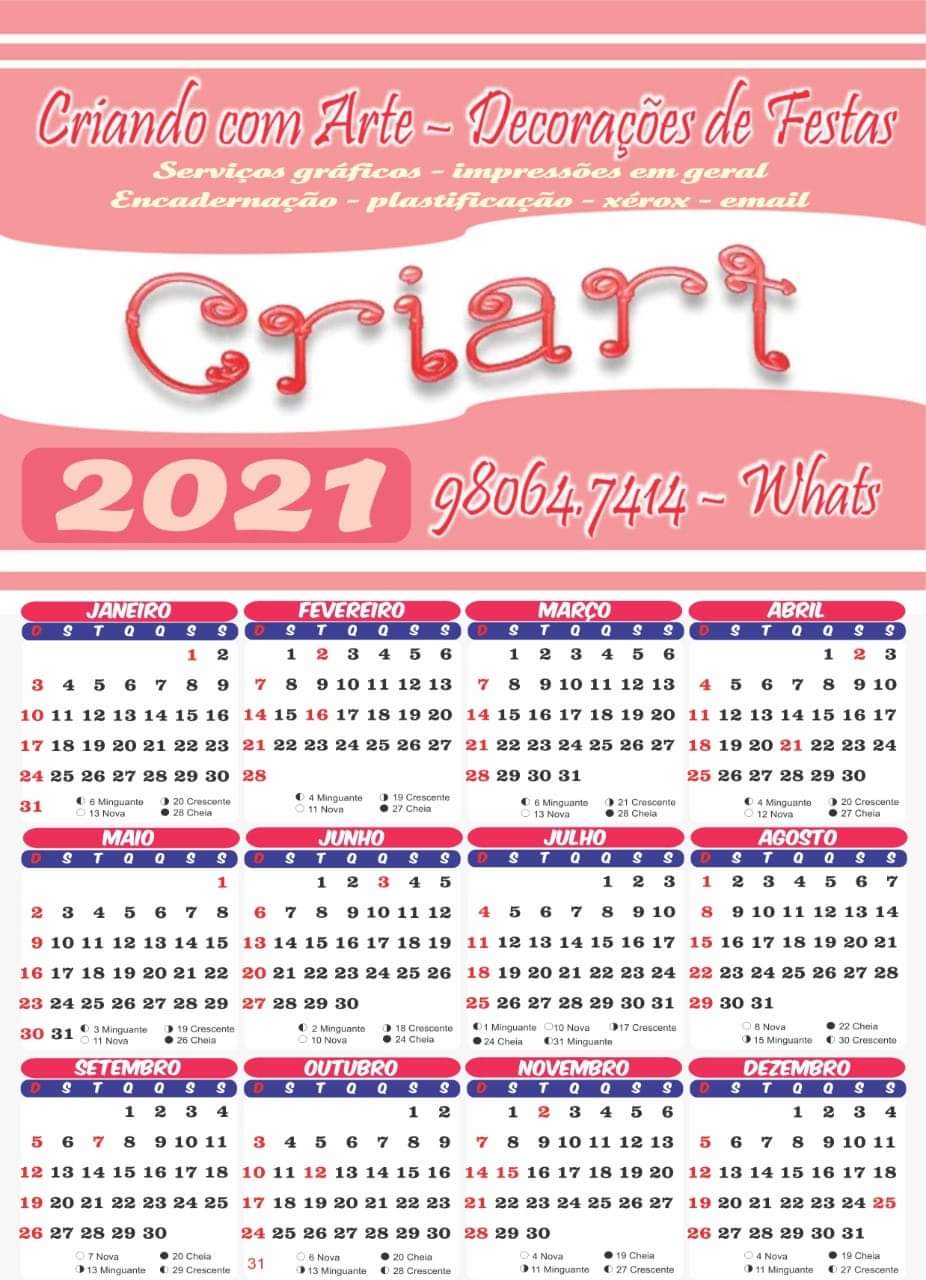 Criando com Arte - Decorações de Festas
Serviços gráficos - impressões em geral
Encadernação - plastificação - xérox - email
Criart
2021
98064.7414 - Whats
JANEIRO
D S T Q Q S S
1 2
3 4 5 6 7 8 9
10 11 12 13 14 15 16
17 18 19 20 21 22 23
24 25 26 27 28 29 30
31
6 Minguante 20 Crescente
13 Nova 28 Cheia
FEVEREIRO
D S T Q Q S S
1 2 3 4 5 6
7 8 9 10 11 12 13
14 15 16 17 18 19 20
21 22 23 24 25 26 27
28
4 Minguante 19 Crescente
11 Nova 27 Cheia
MARÇO
D S T Q Q S S
1 2 3 4 5 6
7 8 9 10 11 12 13
14 15 16 17 18 19 20
21 22 23 24 25 26 27
28 29 30 31
6 Minguante 21 Crescente
13 Nova 28 Cheia
ABRIL
D S T Q Q S S
1 2 3
4 5 6 7 8 9 10
11 12 13 14 15 16 17
18 19 20 21 22 23 24
25 26 27 28 29 30
4 Minguante 20 Crescente
12 Nova 27 Cheia
MAIO
D S T Q Q S S
1
2 3 4 5 6 7 8
9 10 11 12 13 14 15
16 17 18 19 20 21 22
23 24 25 26 27 28 29
30 31
3 Minguante 19 Crescente
11 Nova 26 Cheia
JUNHO
D S T Q Q S S
1 2 3 4 5
6 7 8 9 10 11 12
13 14 15 16 17 18 19
20 21 22 23 24 25 26
27 28 29 30
2 Minguante 18 Crescente
10 Nova 24 Cheia
JULHO
D S T Q Q S S
1 2 3
4 5 6 7 8 9 10
11 12 13 14 15 16 17
18 19 20 21 22 23 24
25 26 27 28 29 30 31
1 Minguante 10 Nova 17 Crescente
24 Cheia 31 Minguante
AGOSTO
D S T Q Q S S
1 2 3 4 5 6 7
8 9 10 11 12 13 14
15 16 17 18 19 20 21
22 23 24 25 26 27 28
29 30 31
8 Nova 22 Cheia
15 Minguante 30 Crescente
SETEMBRO
D S T Q Q S S
1 2 3 4
5 6 7 8 9 10 11
12 13 14 15 16 17 18
19 20 21 22 23 24 25
26 27 28 29 30
7 Nova 20 Cheia
13 Minguante 29 Crescente
OUTUBRO
D S T Q Q S S
1 2
3 4 5 6 7 8 9
10 11 12 13 14 15 16
17 18 19 20 21 22 23
24 25 26 27 28 29 30
31
6 Nova 20 Cheia
13 Minguante 28 Crescente
NOVEMBRO
D S T Q Q S S
1 2 3 4 5 6
7 8 9 10 11 12 13
14 15 16 17 18 19 20
21 22 23 24 25 26 27
28 29 30
4 Nova 19 Cheia
11 Minguante 27 Crescente
DEZEMBRO
D S T Q Q S S
1 2 3 4
5 6 7 8 9 10 11
12 13 14 15 16 17 18
19 20 21 22 23 24 25
26 27 28 29 30 31
4 Nova 19 Cheia
11 Minguante 27 Crescente